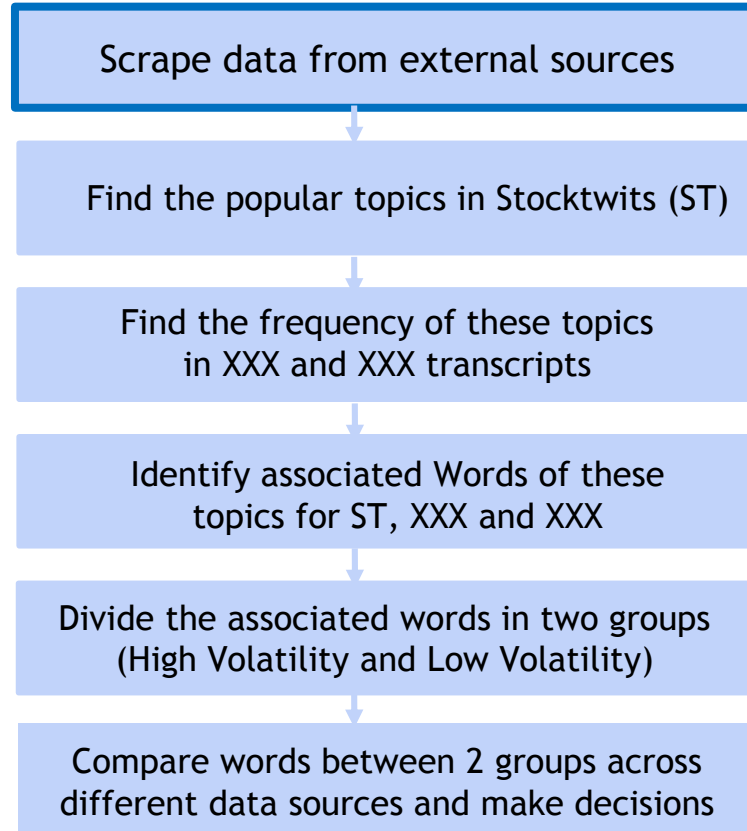 Scrape data from external sources
Find the popular topics in Stocktwits (ST)
Find the frequency of these topics
in XXX and XXX transcripts
Identify associated Words of these
topics for ST, XXX and XXX
Divide the associated words in two groups
(High Volatility and Low Volatility)
Compare words between 2 groups across
different data sources and make decisions